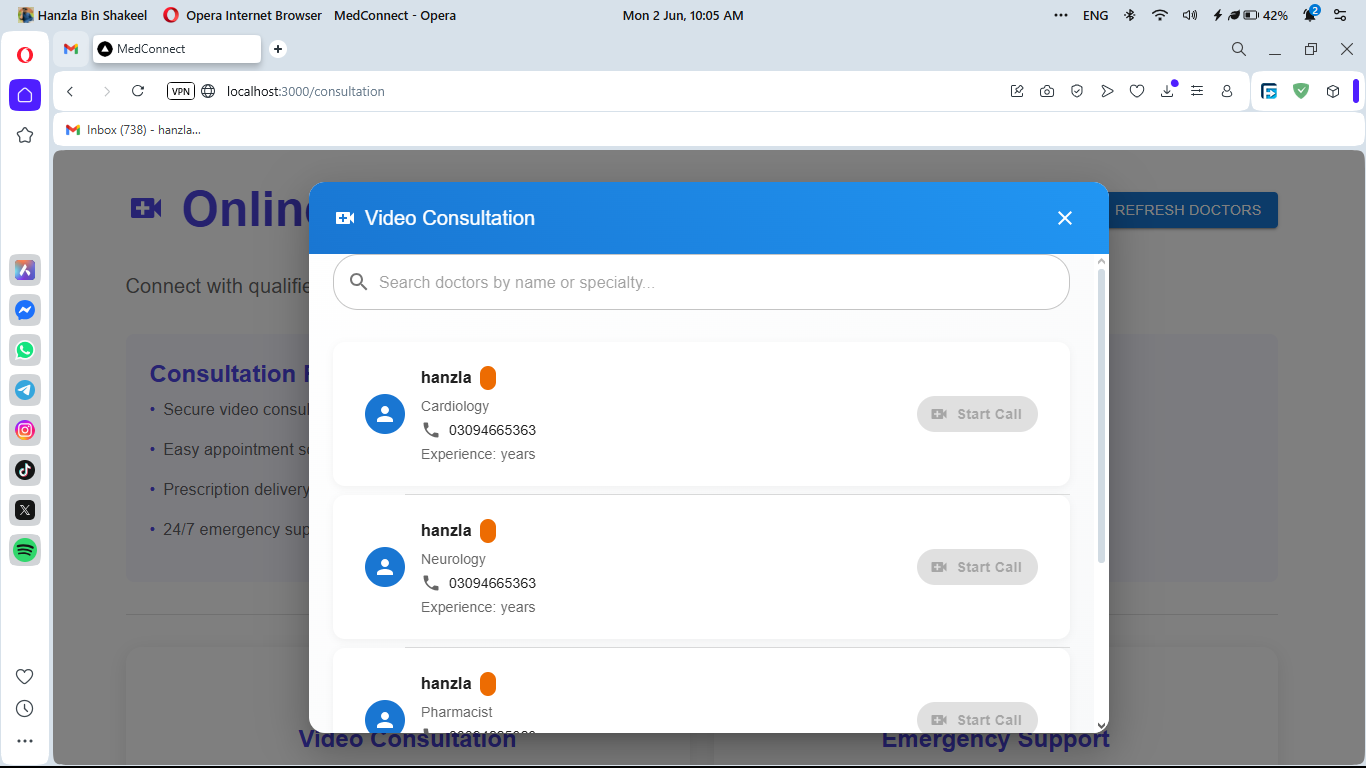 Hanzla Bin Shakeel Opera Internet Browser MedConnect - Opera Mon 2 Jun, 10:05 AM ENG 42% 2
MedConnect
VPN localhost:3000/consultation
Inbox (738) - hanzla...
Onlin
REFRESH DOCTORS
Video Consultation
Connect with qualifie
Search doctors by name or specialty...
Consultation F
• Secure video consul
• Easy appointment s
• Prescription delivery
• 24/7 emergency sup
hanzla
Cardiology
03094665363
Experience: years
Start Call
hanzla
Neurology
03094665363
Experience: years
Start Call
hanzla
Pharmacist
Start Call
Video Consultation
Emergency Support